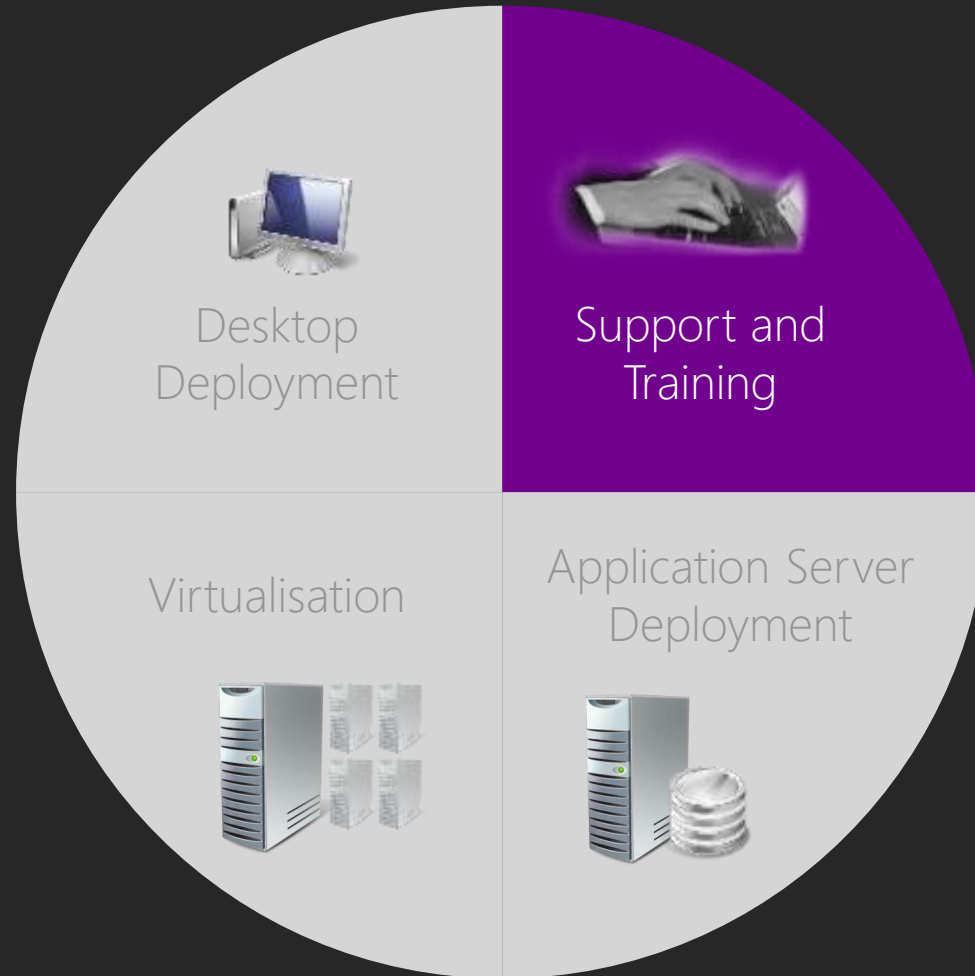 Desktop
Deployment
Support and
Training
Virtualisation
Application Server
Deployment